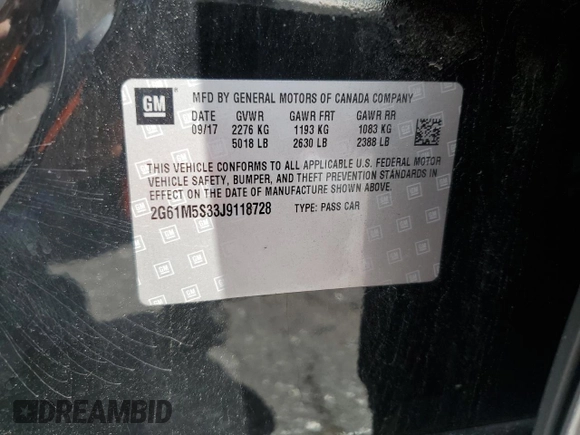 GM
MFD BY GENERAL MOTORS OF CANADA COMPANY
DATE GVWR GAWR FRT GAWR RR
09/17 2276 KG 1193 KG 1083 KG
5018 LB 2630 LB 2388 LB
THIS VEHICLE CONFORMS TO ALL APPLICABLE U.S. FEDERAL MOTOR
VEHICLE SAFETY, BUMPER, AND THEFT PREVENTION STANDARDS
IN EFFECT ON THE DATE OF MANUFACTURE SHOWN ABOVE.
2G61M5S33J9118728 TYPE: PASS CAR
DREAMBID